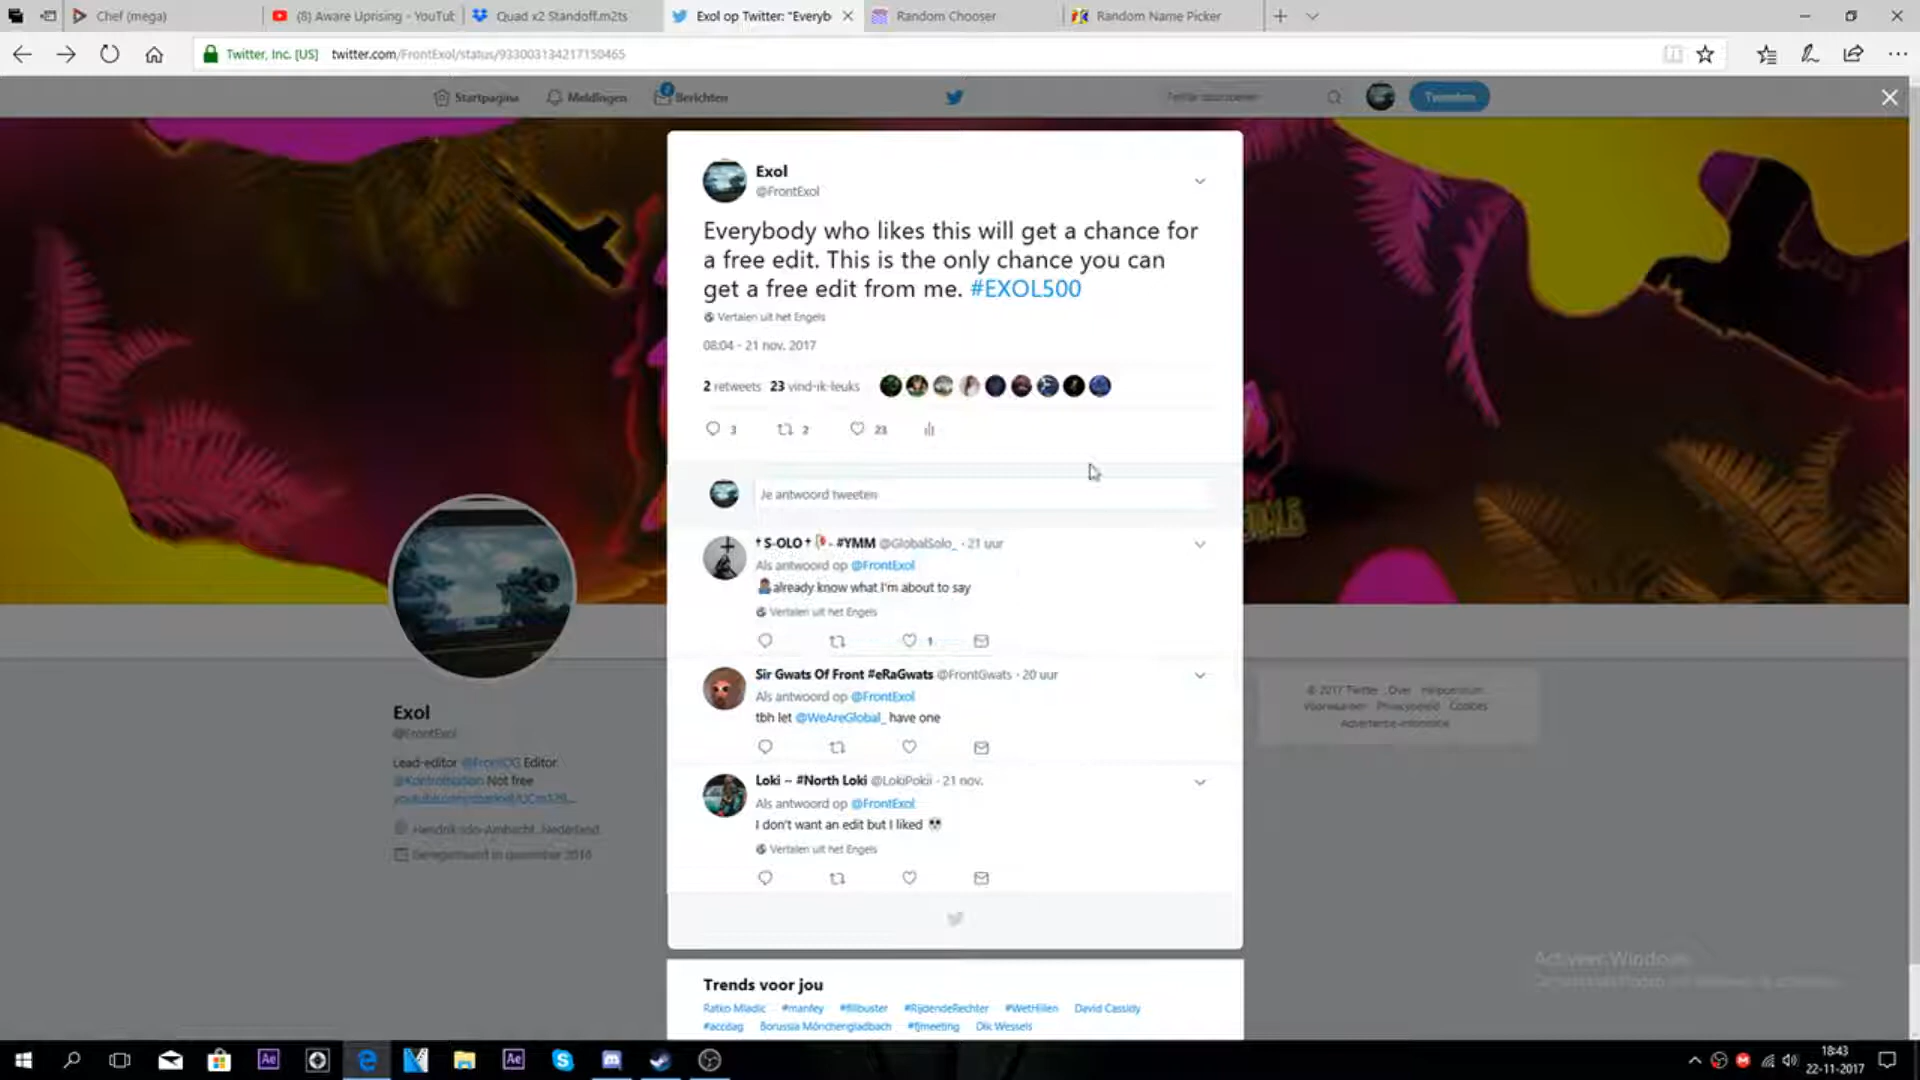 Chef (mega)
(8) Aware Uprising - YouTut
Quad x2 Standoff.m2ts
Exol op Twitter: "Everyb
Random Chooser
Random Name Picker
Twitter, Inc. [US]
twitter.com/FrontExol/status/933003134217150465
Startpagina
Meldingen
Berichten
Tweeten
Exol
@FrontExol
Everybody who likes this will get a chance for
a free edit. This is the only chance you can
get a free edit from me. #EXOL500
Vertalen uit het Engels
08:04 - 21 nov. 2017
2 retweets 23 vind-ik-leuks
3 2 23
Je antwoord tweeten
† S-OLO † - #YMM @GlobalSolo_ · 21 uur
Als antwoord op @FrontExol
already know what I'm about to say
Vertalen uit het Engels
1
Sir Gwats Of Front #eRaGwats @FrontGwats · 20 uur
Als antwoord op @FrontExol
tbh let @WeAreGlobal_ have one
Loki ~ #North Loki @LokiPokii · 21 nov.
Als antwoord op @FrontExol
I don't want an edit but I liked
Vertalen uit het Engels
Exol
@FrontExol
Lead-editor @FrontOG Editor
Not free
Hendrik-Ido-Ambacht, Nederland
Geregistreerd in 2016
© 2017 Twitter Over Helpcentrum
Voorwaarden Privacybeleid Cookies
Advertentie-informatie
Activeer Windows
Trends voor jou
Ratko Mladic #manfey #filibuster #RijdendeRechter #WetHillen David Cassidy
#accdag Borussia Mönchengladbach #fjmeeting Dik Wessels
18:43
22-11-2017